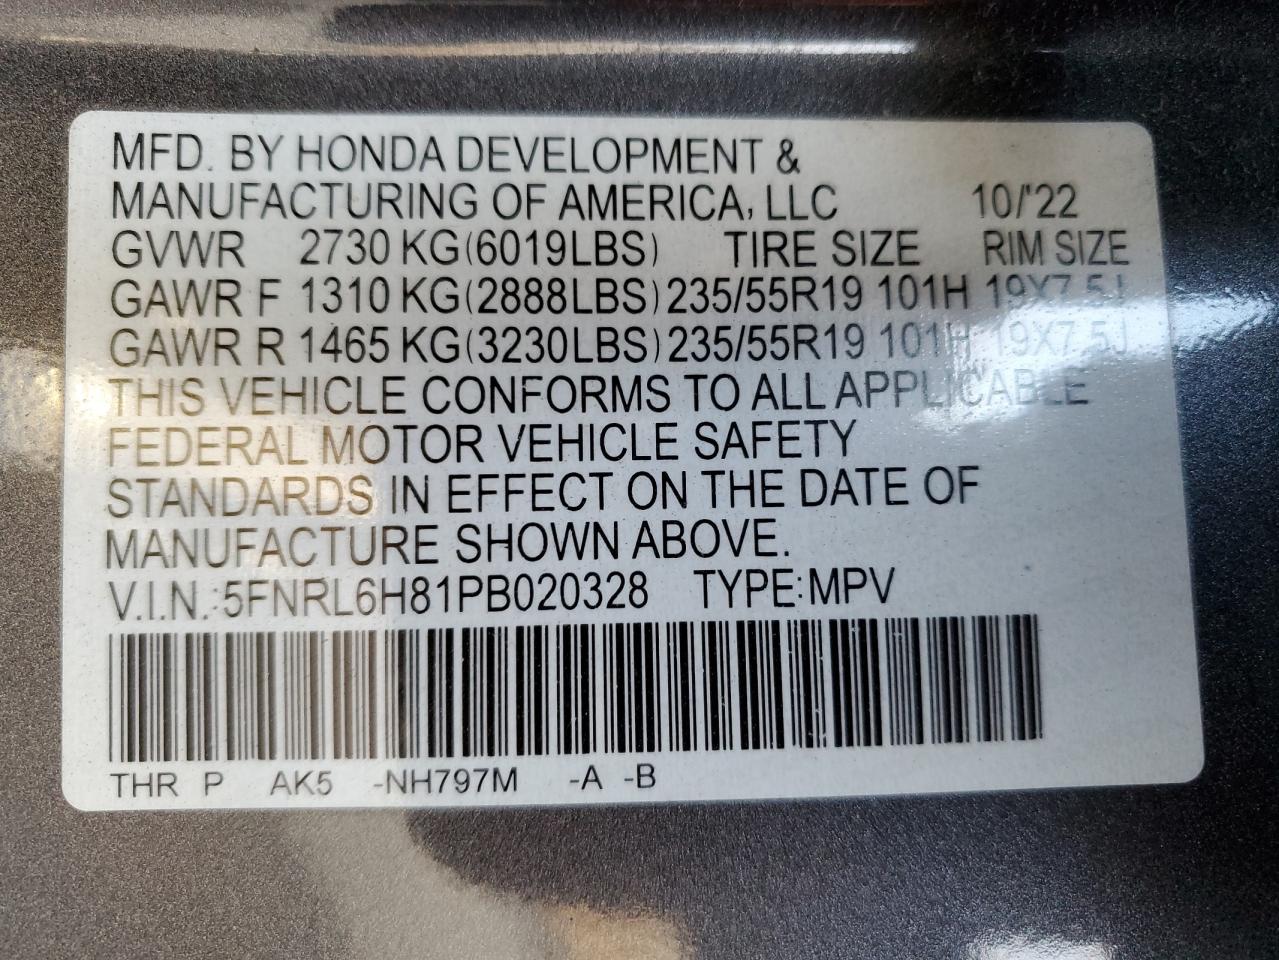 MFD. BY HONDA DEVELOPMENT &
MANUFACTURING OF AMERICA, LLC 10/'22
GVWR 2730 KG(6019LBS) TIRE SIZE RIM SIZE
GAWR F 1310 KG(2888LBS) 235/55R19 101H 19X7.5J
GAWR R 1465 KG(3230LBS) 235/55R19 101H 19X7.5J
THIS VEHICLE CONFORMS TO ALL APPLICABLE
FEDERAL MOTOR VEHICLE SAFETY
STANDARDS IN EFFECT ON THE DATE OF
MANUFACTURE SHOWN ABOVE.
V.I.N.:5FNRL6H81PB020328 TYPE:MPV
THR P AK5 -NH797M -A -B